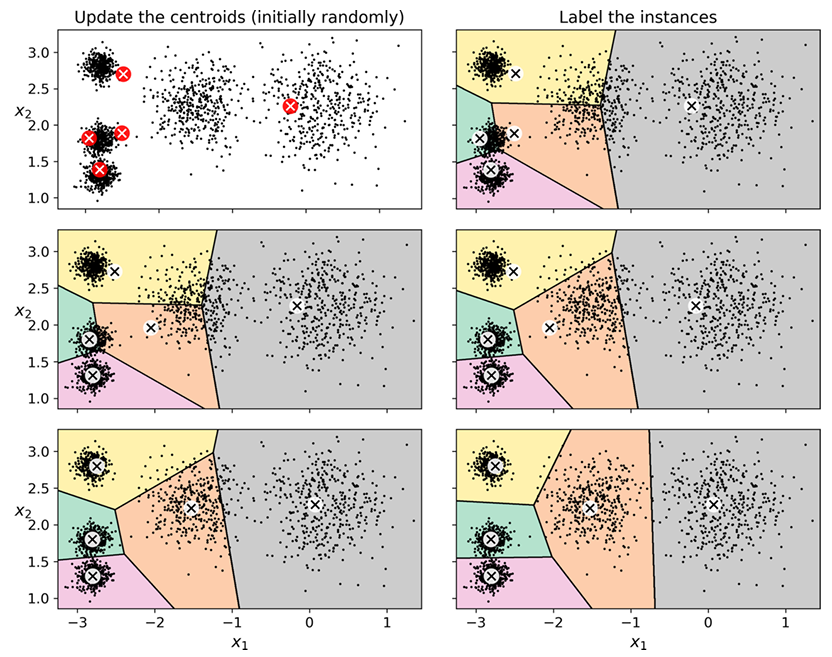 Update the centroids (initially randomly)
Label the instances
3.0
2.5
x₂
2.0
1.5
1.0
3.0
2.5
x₂
2.0
1.5
1.0
3.0
2.5
x₂
2.0
1.5
1.0
−3 −2 −1 0 1
x₁
−3 −2 −1 0 1
x₁